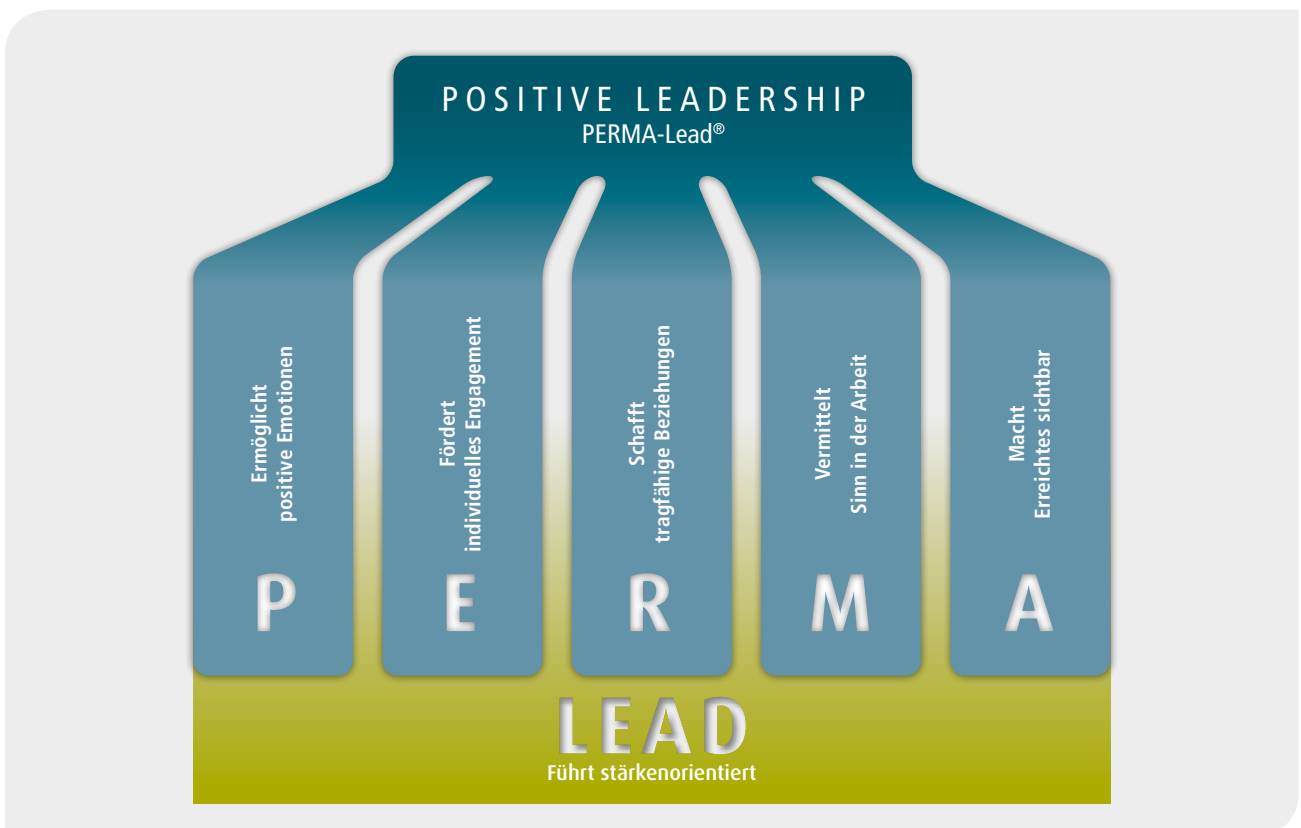 POSITIVE LEADERSHIP
PERMA-Lead®
Ermöglicht
positive Emotionen
P
Fördert
individuelles Engagement
E
Schafft
tragfähige Beziehungen
R
Vermittelt
Sinn in der Arbeit
M
Macht
Erreichtes sichtbar
A
LEAD
Führt stärkenorientiert